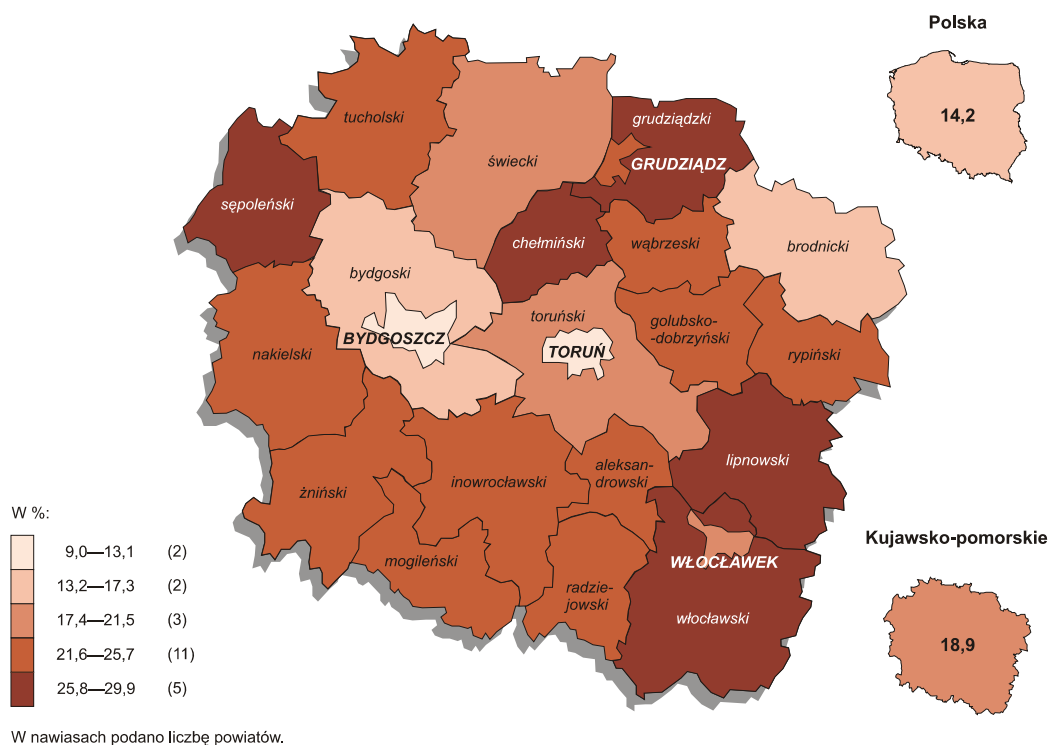 Polska
14,2
tucholski
grudziądzki
świecki
GRUDZIĄDZ
sępoleński
chełmiński
wąbrzeski
brodnicki
bydgoski
toruński
golubsko-
-dobrzyński
BYDGOSZCZ
TORUŃ
nakielski
rypiński
lipnowski
aleksan-
drowski
inowrocławski
żniński
W %:
9,0—13,1 (2)
13,2—17,3 (2)
17,4—21,5 (3)
21,6—25,7 (11)
25,8—29,9 (5)
mogileński
WŁOCŁAWEK
radzie-
jowski
włocławski
Kujawsko-pomorskie
18,9
W nawiasach podano liczbę powiatów.